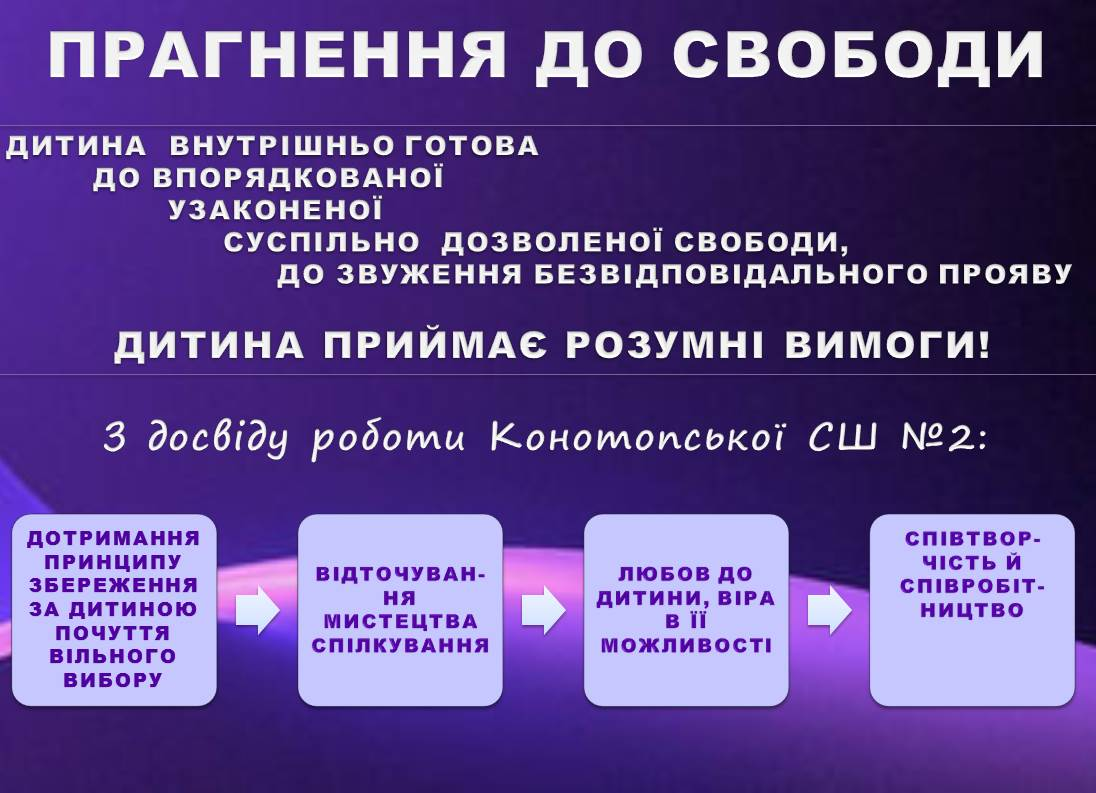 ПРАГНЕННЯ ДО СВОБОДИ
ДИТИНА ВНУТРІШНЬО ГОТОВА
ДО ВПОРЯДКОВАНОЇ
УЗАКОНЕНОЇ
СУСПІЛЬНО ДОЗВОЛЕНОЇ СВОБОДИ,
ДО ЗВУЖЕННЯ БЕЗВІДПОВІДАЛЬНОГО ПРОЯВУ
ДИТИНА ПРИЙМАЄ РОЗУМНІ ВИМОГИ!
З досвіду роботи Конотопської СШ №2:
ДОТРИМАННЯ
ПРИНЦИПУ
ЗБЕРЕЖЕННЯ
ЗА ДИТИНОЮ
ПОЧУТТЯ
ВІЛЬНОГО
ВИБОРУ
ВІДТОЧУВАН-
НЯ
МИСТЕЦТВА
СПІЛКУВАННЯ
ЛЮБОВ ДО
ДИТИНИ, ВІРА
В ЇЇ
МОЖЛИВОСТІ
СПІВТВОР-
ЧІСТЬ Й
СПІВРОБІТ-
НИЦТВО